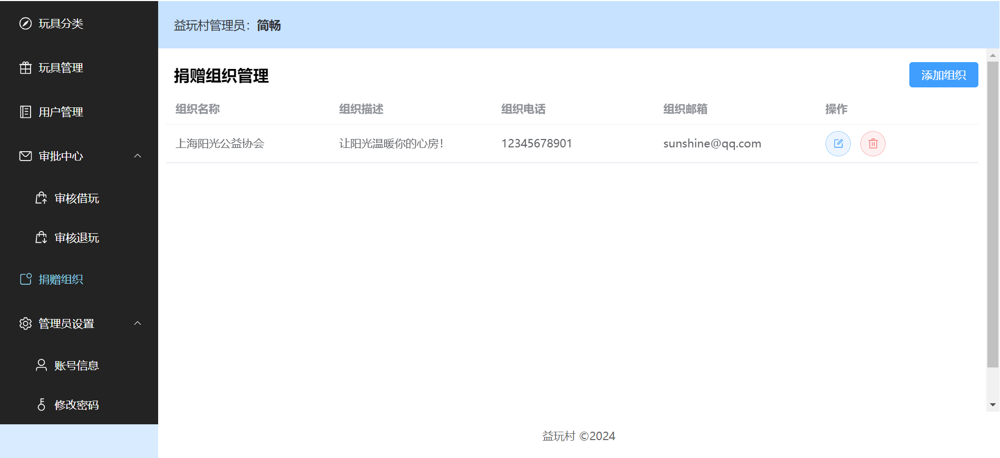 玩具分类
玩具管理
用户管理
审批中心
审核借玩
审核退玩
捐赠组织
管理员设置
账号信息
修改密码
益玩村管理员：简畅
捐赠组织管理
添加组织
组织名称 组织描述 组织电话 组织邮箱 操作
上海阳光公益协会 让阳光温暖你的心房！ 12345678901 sunshine@qq.com
益玩村 ©2024